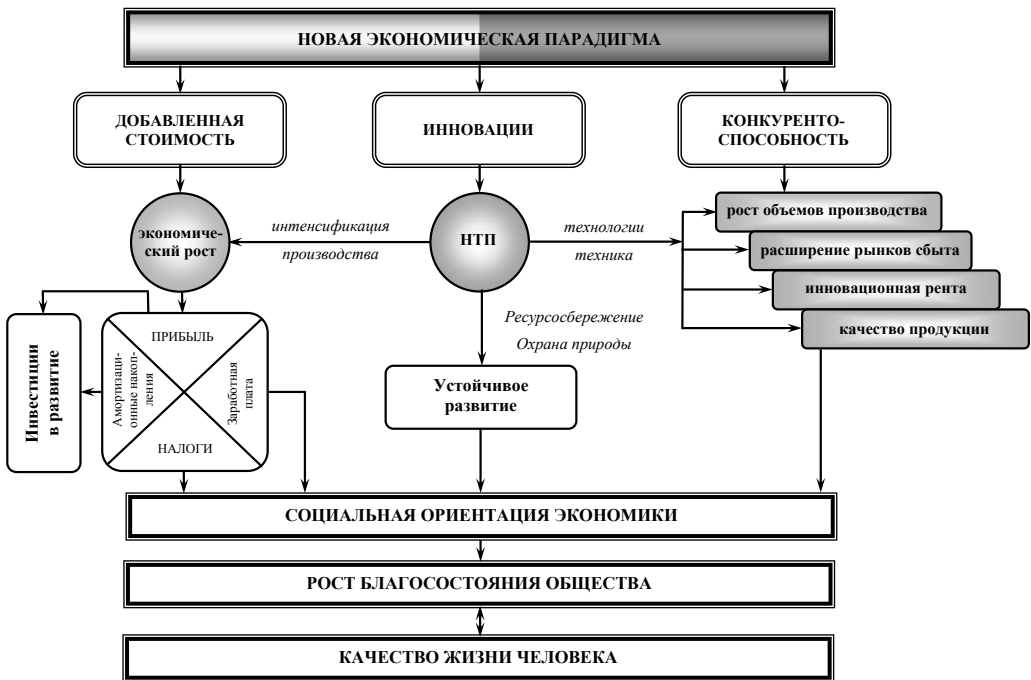 НОВАЯ ЭКОНОМИЧЕСКАЯ ПАРАДИГМА
ДОБАВЛЕННАЯ
СТОИМОСТЬ
ИННОВАЦИИ
КОНКУРЕНТО-
СПОСОБНОСТЬ
экономиче-
ский рост
интенсификация
производства
НТП
технологии
техника
рост объемов производства
расширение рынков сбыта
инновационная рента
качество продукции
Инвестиции
в развитие
ПРИБЫЛЬ
Амортизаци-
онные накоп-
ления
Заработная
плата
НАЛОГИ
Ресурсосбережение
Охрана природы
Устойчивое
развитие
СОЦИАЛЬНАЯ ОРИЕНТАЦИЯ ЭКОНОМИКИ
РОСТ БЛАГОСОСТОЯНИЯ ОБЩЕСТВА
КАЧЕСТВО ЖИЗНИ ЧЕЛОВЕКА